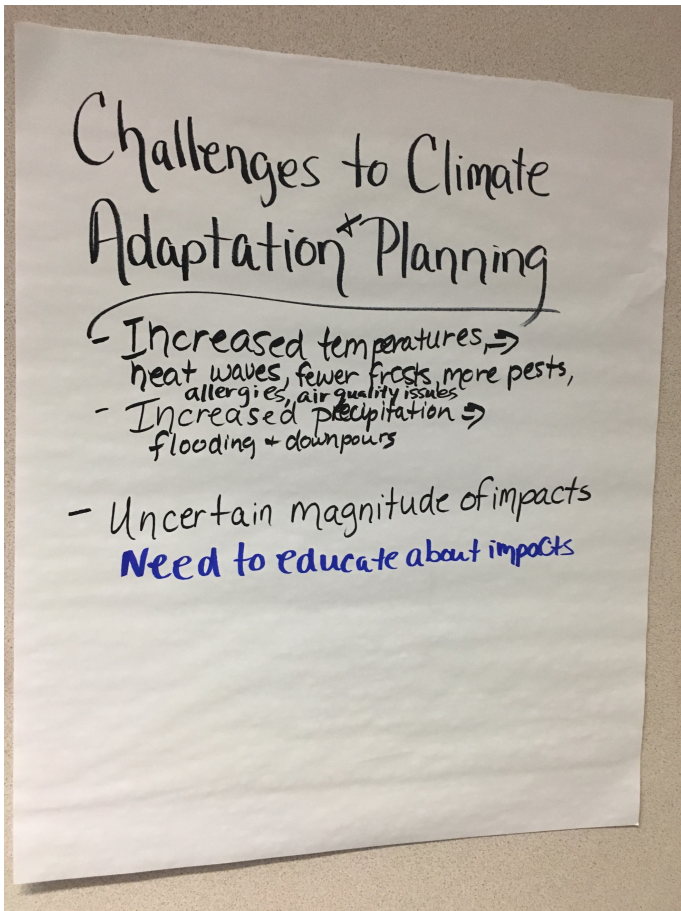 Challenges to Climate
Adaptation* Planning
- Increased temperatures, ⇒
heat waves, fewer frosts, more pests,
allergies, air quality issues
- Increased precipitation ⇒
flooding + downpours
- Uncertain magnitude of impacts
Need to educate about impacts